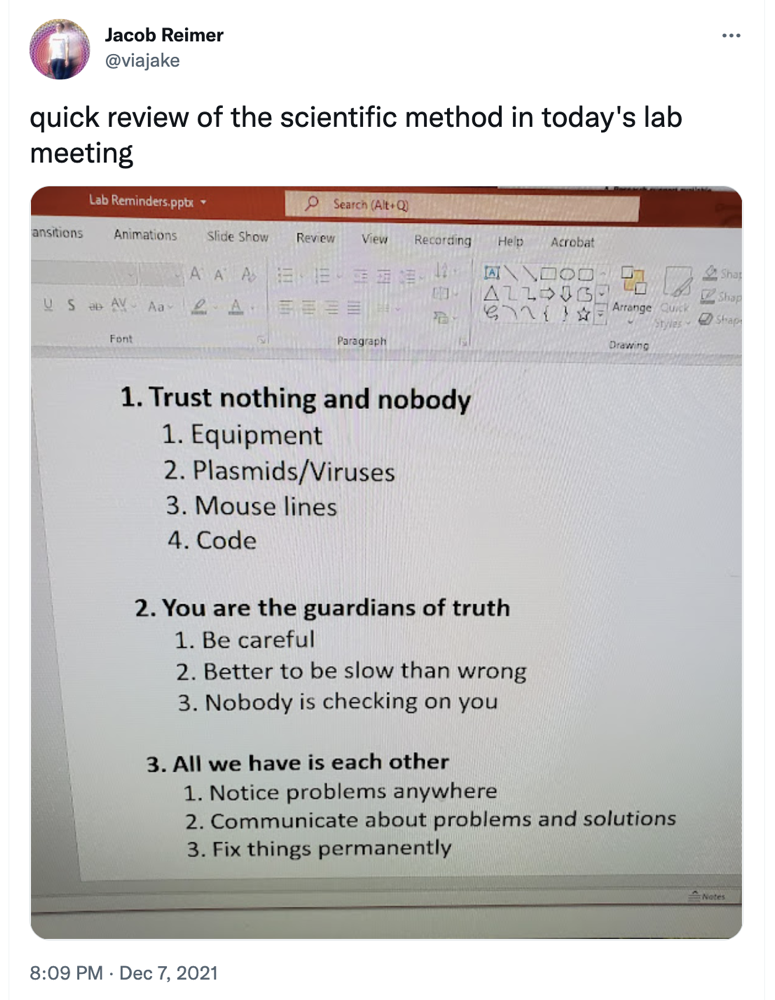 Jacob Reimer
@viajake
quick review of the scientific method in today's lab
meeting
Lab Reminders.pptx
Search (Alt+Q)
ansitions Animations Slide Show Review View Recording Help Acrobat
A A A
U S ab AV Aa A
Arrange Quick Styles
Shap
Shap
Shap
Font Paragraph Drawing
1. Trust nothing and nobody
1. Equipment
2. Plasmids/Viruses
3. Mouse lines
4. Code
2. You are the guardians of truth
1. Be careful
2. Better to be slow than wrong
3. Nobody is checking on you
3. All we have is each other
1. Notice problems anywhere
2. Communicate about problems and solutions
3. Fix things permanently
Notes
8:09 PM · Dec 7, 2021